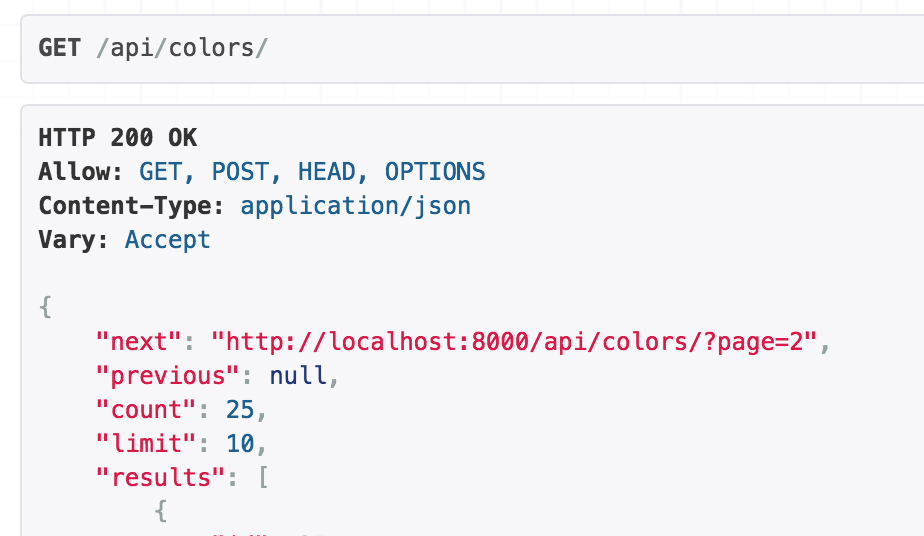 GET /api/colors/
HTTP 200 OK
Allow: GET, POST, HEAD, OPTIONS
Content-Type: application/json
Vary: Accept
{
"next": "http://localhost:8000/api/colors/?page=2",
"previous": null,
"count": 25,
"limit": 10,
"results": [
{